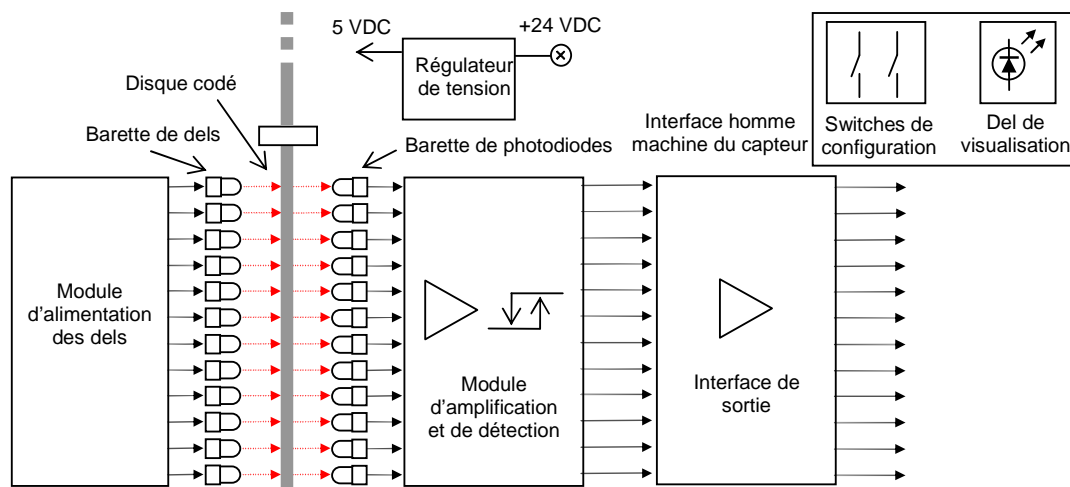 5 VDC
+24 VDC
Régulateur
de tension
Disque codé
Barette de dels
Barette de photodiodes
Interface homme
machine du capteur
Switches de
configuration
Del de
visualisation
Module
d'alimentation
des dels
Module
d'amplification
et de détection
Interface de
sortie